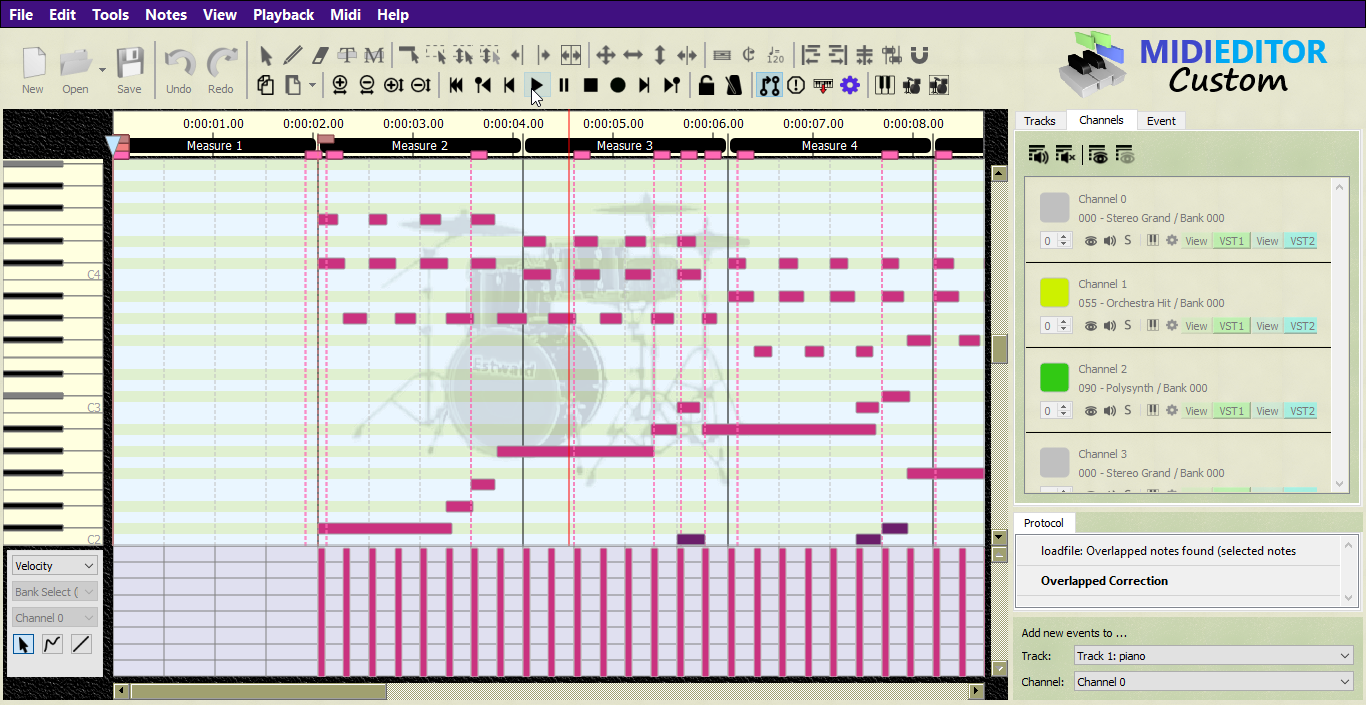 File Edit Tools Notes View Playback Midi Help
New Open Save Undo Redo
T M
120
MIDIEDITOR
Custom
0:00:01.00 0:00:02.00 0:00:03.00 0:00:04.00 0:00:05.00 0:00:06.00 0:00:07.00 0:00:08.00
Measure 1 Measure 2 Measure 3 Measure 4
C4
C3
C2
Estward
Velocity
Bank Select (
Channel 0
Tracks Channels Event
Channel 0
000 - Stereo Grand / Bank 000
0 S View VST1 View VST2
Channel 1
055 - Orchestra Hit / Bank 000
0 S View VST1 View VST2
Channel 2
090 - Polysynth / Bank 000
0 S View VST1 View VST2
Channel 3
000 - Stereo Grand / Bank 000
Protocol
loadfile: Overlapped notes found (selected notes
Overlapped Correction
Add new events to ...
Track: Track 1: piano
Channel: Channel 0